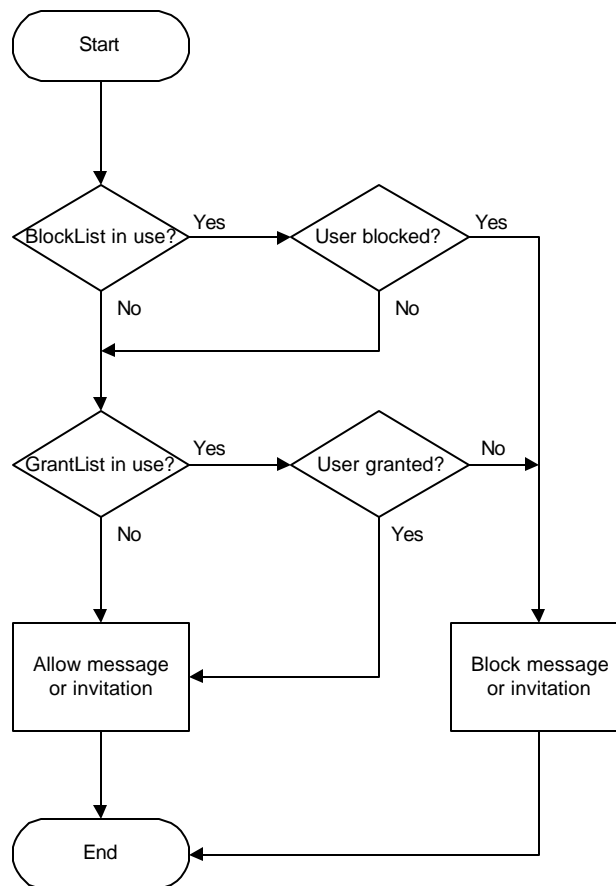 Start
BlockList in use?
Yes
User blocked?
Yes
No
No
GrantList in use?
Yes
User granted?
No
No
Yes
Allow message
or invitation
Block message
or invitation
End